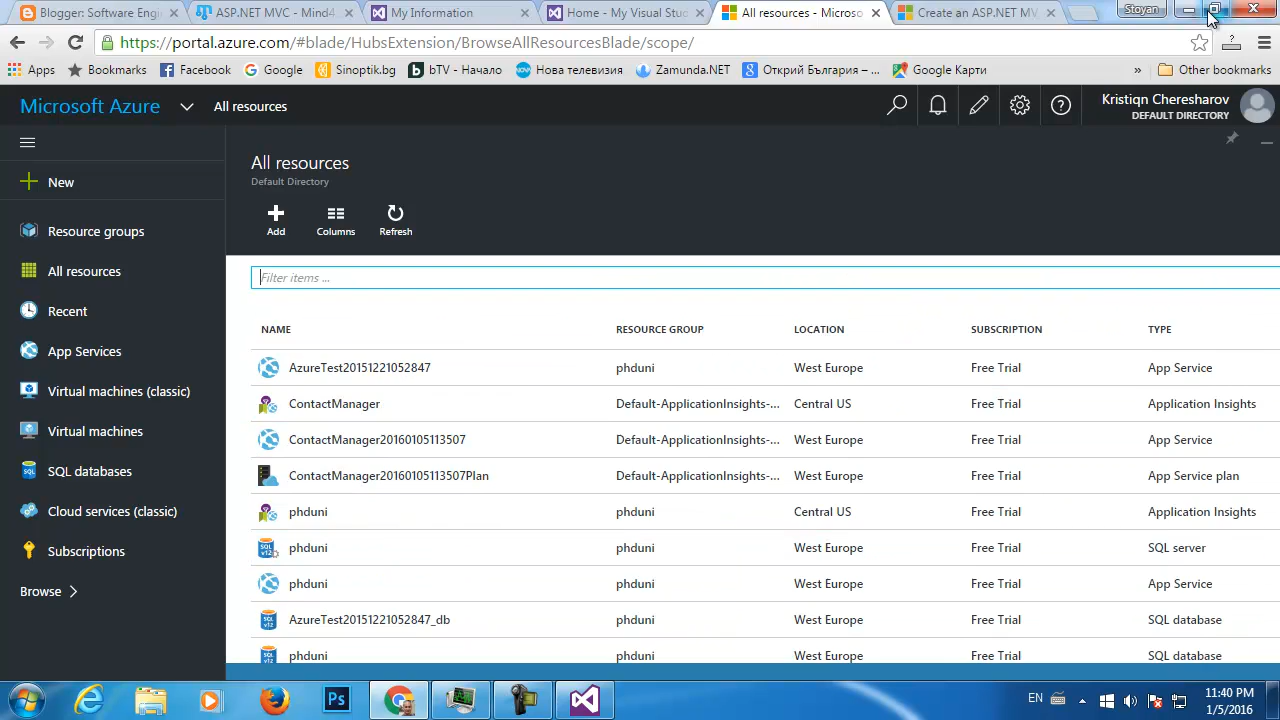 Blogger: Software Engi
ASP.NET MVC - Mind4
My Information
Home - My Visual Studi
All resources - Microso
Create an ASP.NET MV
Stoyan
https://portal.azure.com/#blade/HubsExtension/BrowseAllResourcesBlade/scope/
Apps
Bookmarks
Facebook
Google
Sinoptik.bg
bTV - Начало
Нова телевизия
Zamunda.NET
Открий България – ...
Google Карти
»
Other bookmarks
Microsoft Azure
All resources
Kristiqn Cheresharov
DEFAULT DIRECTORY
New
Resource groups
All resources
Recent
App Services
Virtual machines (classic)
Virtual machines
SQL databases
Cloud services (classic)
Subscriptions
Browse
All resources
Default Directory
Add Columns Refresh
Filter items ...
NAME RESOURCE GROUP LOCATION SUBSCRIPTION TYPE
AzureTest20151221052847 phduni West Europe Free Trial App Service
ContactManager Default-ApplicationInsights-... Central US Free Trial Application Insights
ContactManager20160105113507 Default-ApplicationInsights-... West Europe Free Trial App Service
ContactManager20160105113507Plan Default-ApplicationInsights-... West Europe Free Trial App Service plan
phduni phduni Central US Free Trial Application Insights
phduni phduni West Europe Free Trial SQL server
phduni phduni West Europe Free Trial App Service
AzureTest20151221052847_db phduni West Europe Free Trial SQL database
phduni phduni West Europe Free Trial SQL database
Ps
EN
11:40 PM
1/5/2016